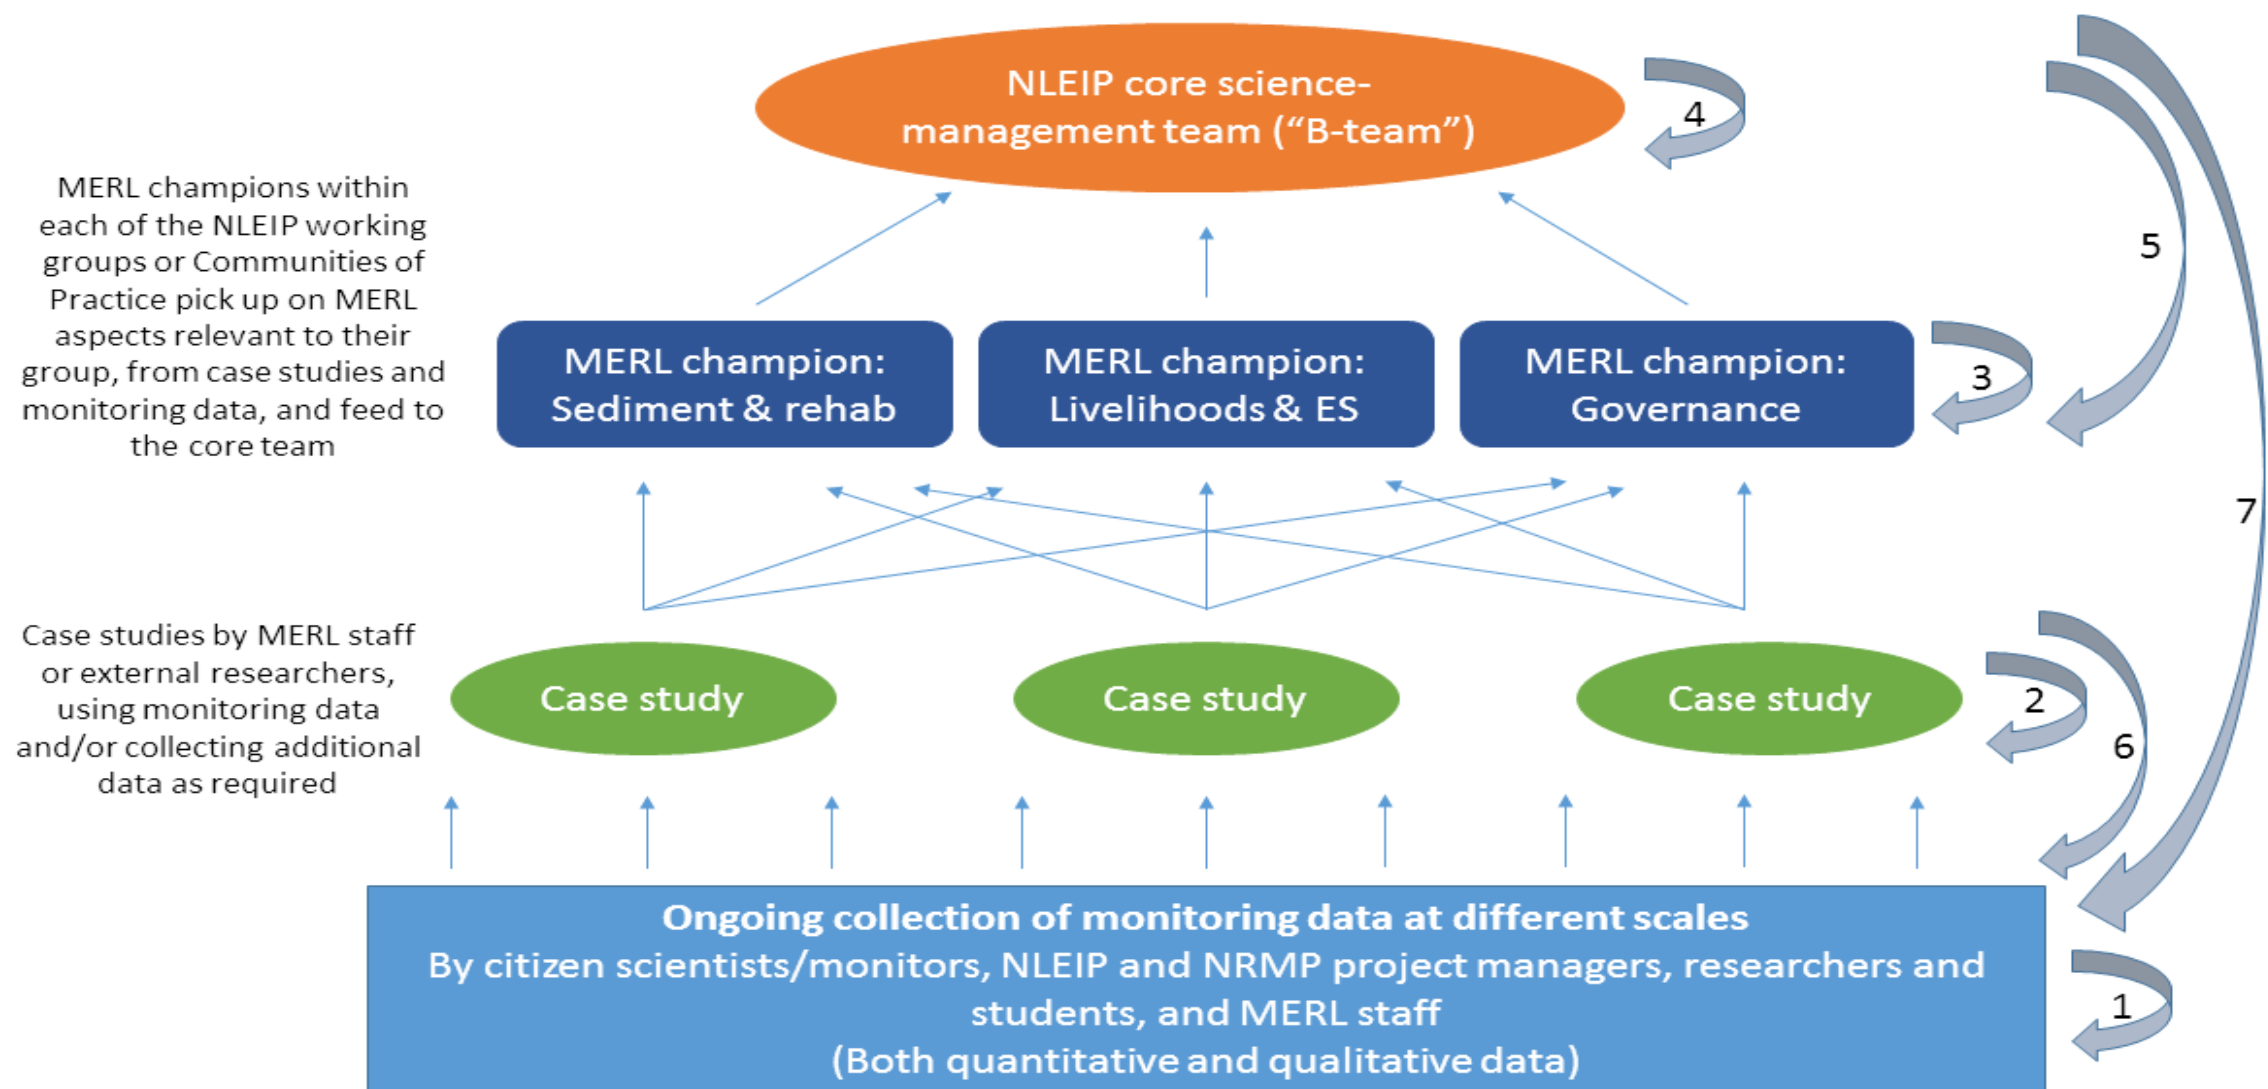 NLEIP core science-
management team (“B-team”)
4
MERL champions within
each of the NLEIP working
groups or Communities of
Practice pick up on MERL
aspects relevant to their
group, from case studies and
monitoring data, and feed to
the core team
5
MERL champion:
Sediment & rehab
MERL champion:
Livelihoods & ES
MERL champion:
Governance
3
7
Case studies by MERL staff
or external researchers,
using monitoring data
and/or collecting additional
data as required
Case study
Case study
Case study
2
6
Ongoing collection of monitoring data at different scales
By citizen scientists/monitors, NLEIP and NRMP project managers, researchers and
students, and MERL staff
(Both quantitative and qualitative data)
1